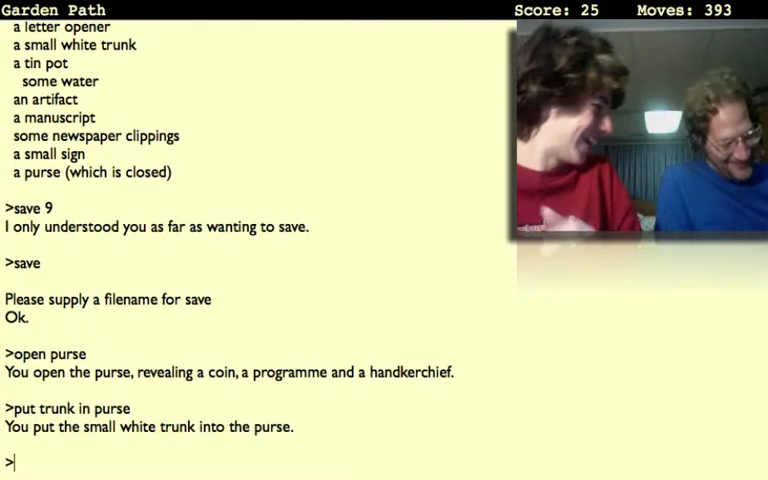 Garden Path Score: 25 Moves: 393
a letter opener
a small white trunk
a tin pot
some water
an artifact
a manuscript
some newspaper clippings
a small sign
a purse (which is closed)
>save 9
I only understood you as far as wanting to save.
>save
Please supply a filename for save
Ok.
>open purse
You open the purse, revealing a coin, a programme and a handkerchief.
>put trunk in purse
You put the small white trunk into the purse.
>